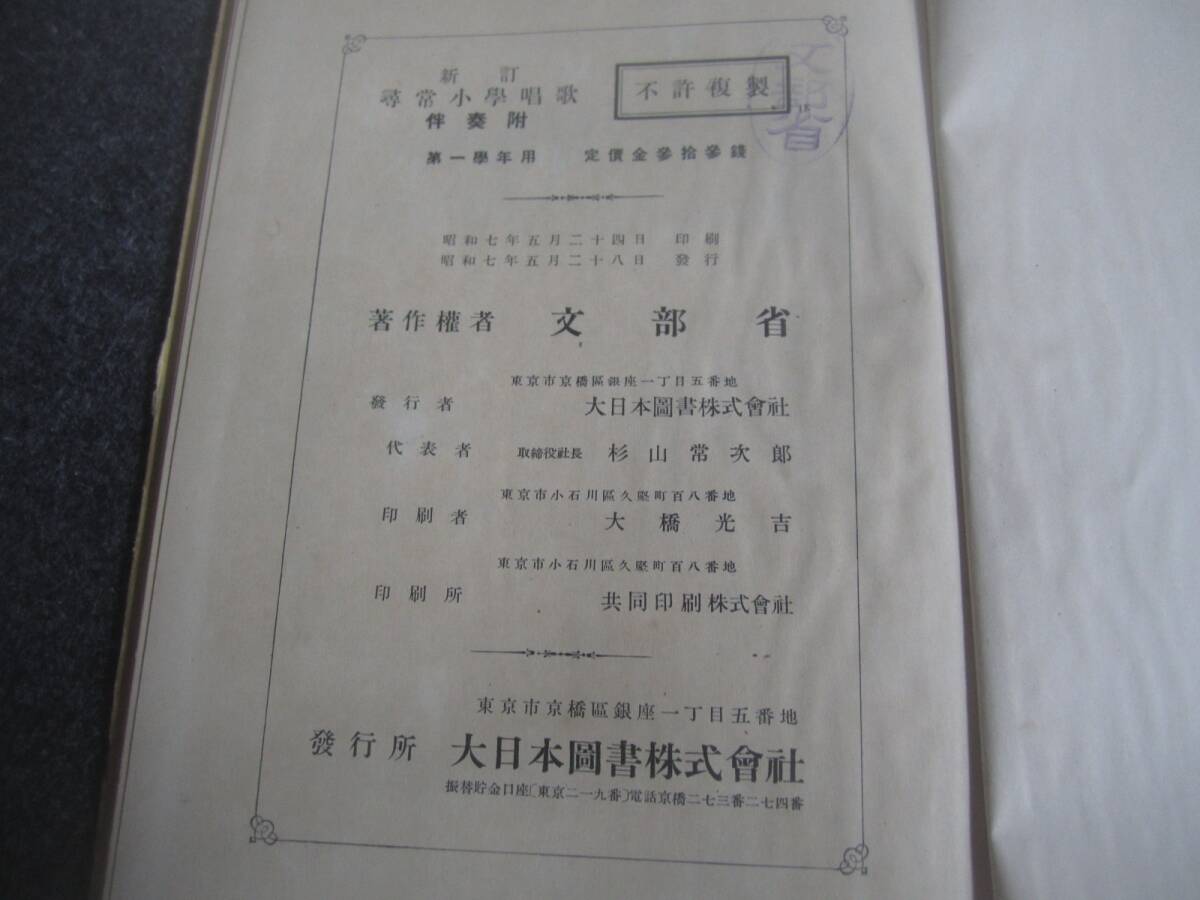 新訂
尋常小學唱歌
伴奏附
不許複製
文部省
第一學年用 定價金參拾參錢
昭和七年五月二十四日 印刷
昭和七年五月二十八日 發行
著作權者 文部省
東京市京橋區銀座一丁目五番地
發行者 大日本圖書株式會社
代表者 取締役社長 杉山常次郎
東京市小石川區久堅町百八番地
印刷者 大橋光吉
東京市小石川區久堅町百八番地
印刷所 共同印刷株式會社
東京市京橋區銀座一丁目五番地
發行所 大日本圖書株式會社
振替貯金口座〔東京二一九番〕電話京橋二七三番二七四番